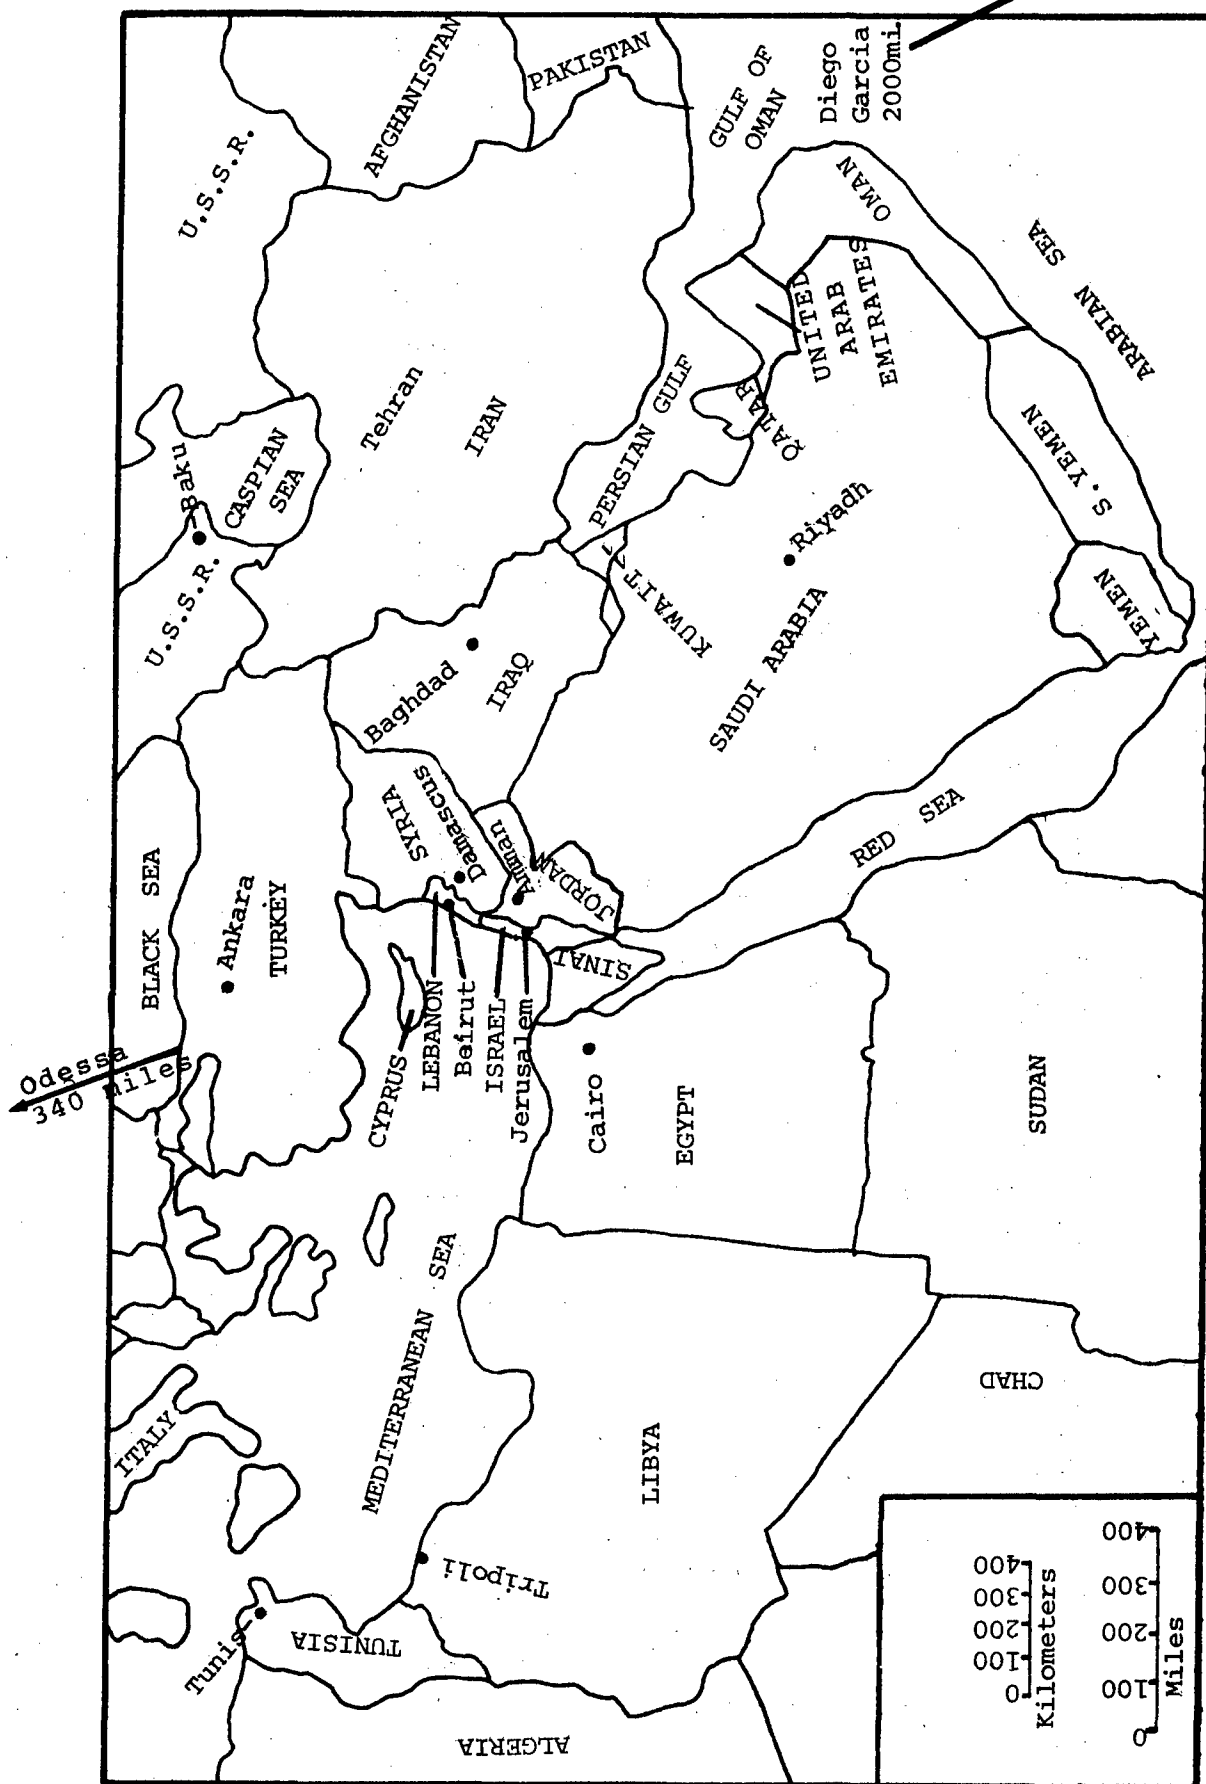 Odessa
340 miles
BLACK SEA
U.S.S.R.
Baku
CASPIAN
SEA
U.S.S.R.
AFGHANISTAN
PAKISTAN
ITALY
Ankara
TURKEY
Tehran
IRAN
GULF OF
OMAN
Diego
Garcia
2000mi.
CYPRUS
LEBANON
Beirut
ISRAEL
Jerusalem
SYRIA
Damascus
Amman
JORDAN
SINAI
Baghdad
IRAQ
KUWAIT
PERSIAN GULF
QATAR
UNITED
ARAB
EMIRATES
OMAN
ARABIAN SEA
SEA
Riyadh
SAUDI ARABIA
S.YEMEN
YEMEN
RED SEA
MEDITERRANEAN SEA
Tunis
TUNISIA
Tripoli
ALGERIA
LIBYA
Cairo
EGYPT
SUDAN
CHAD
0 100 200 300 400
Kilometers
0 100 200 300 400
Miles